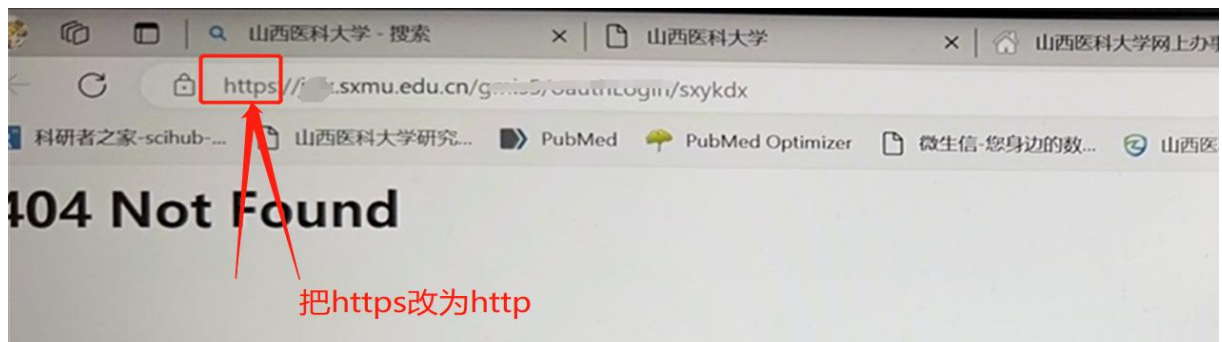 山西医科大学 - 搜索
山西医科大学
山西医科大学网上办事
https://
.sxmu.edu.cn/
/sxykdx
科研者之家-scihub-...
山西医科大学研究...
PubMed
PubMed Optimizer
微生信-您身边的数...
山西医
404 Not Found
把https改为http